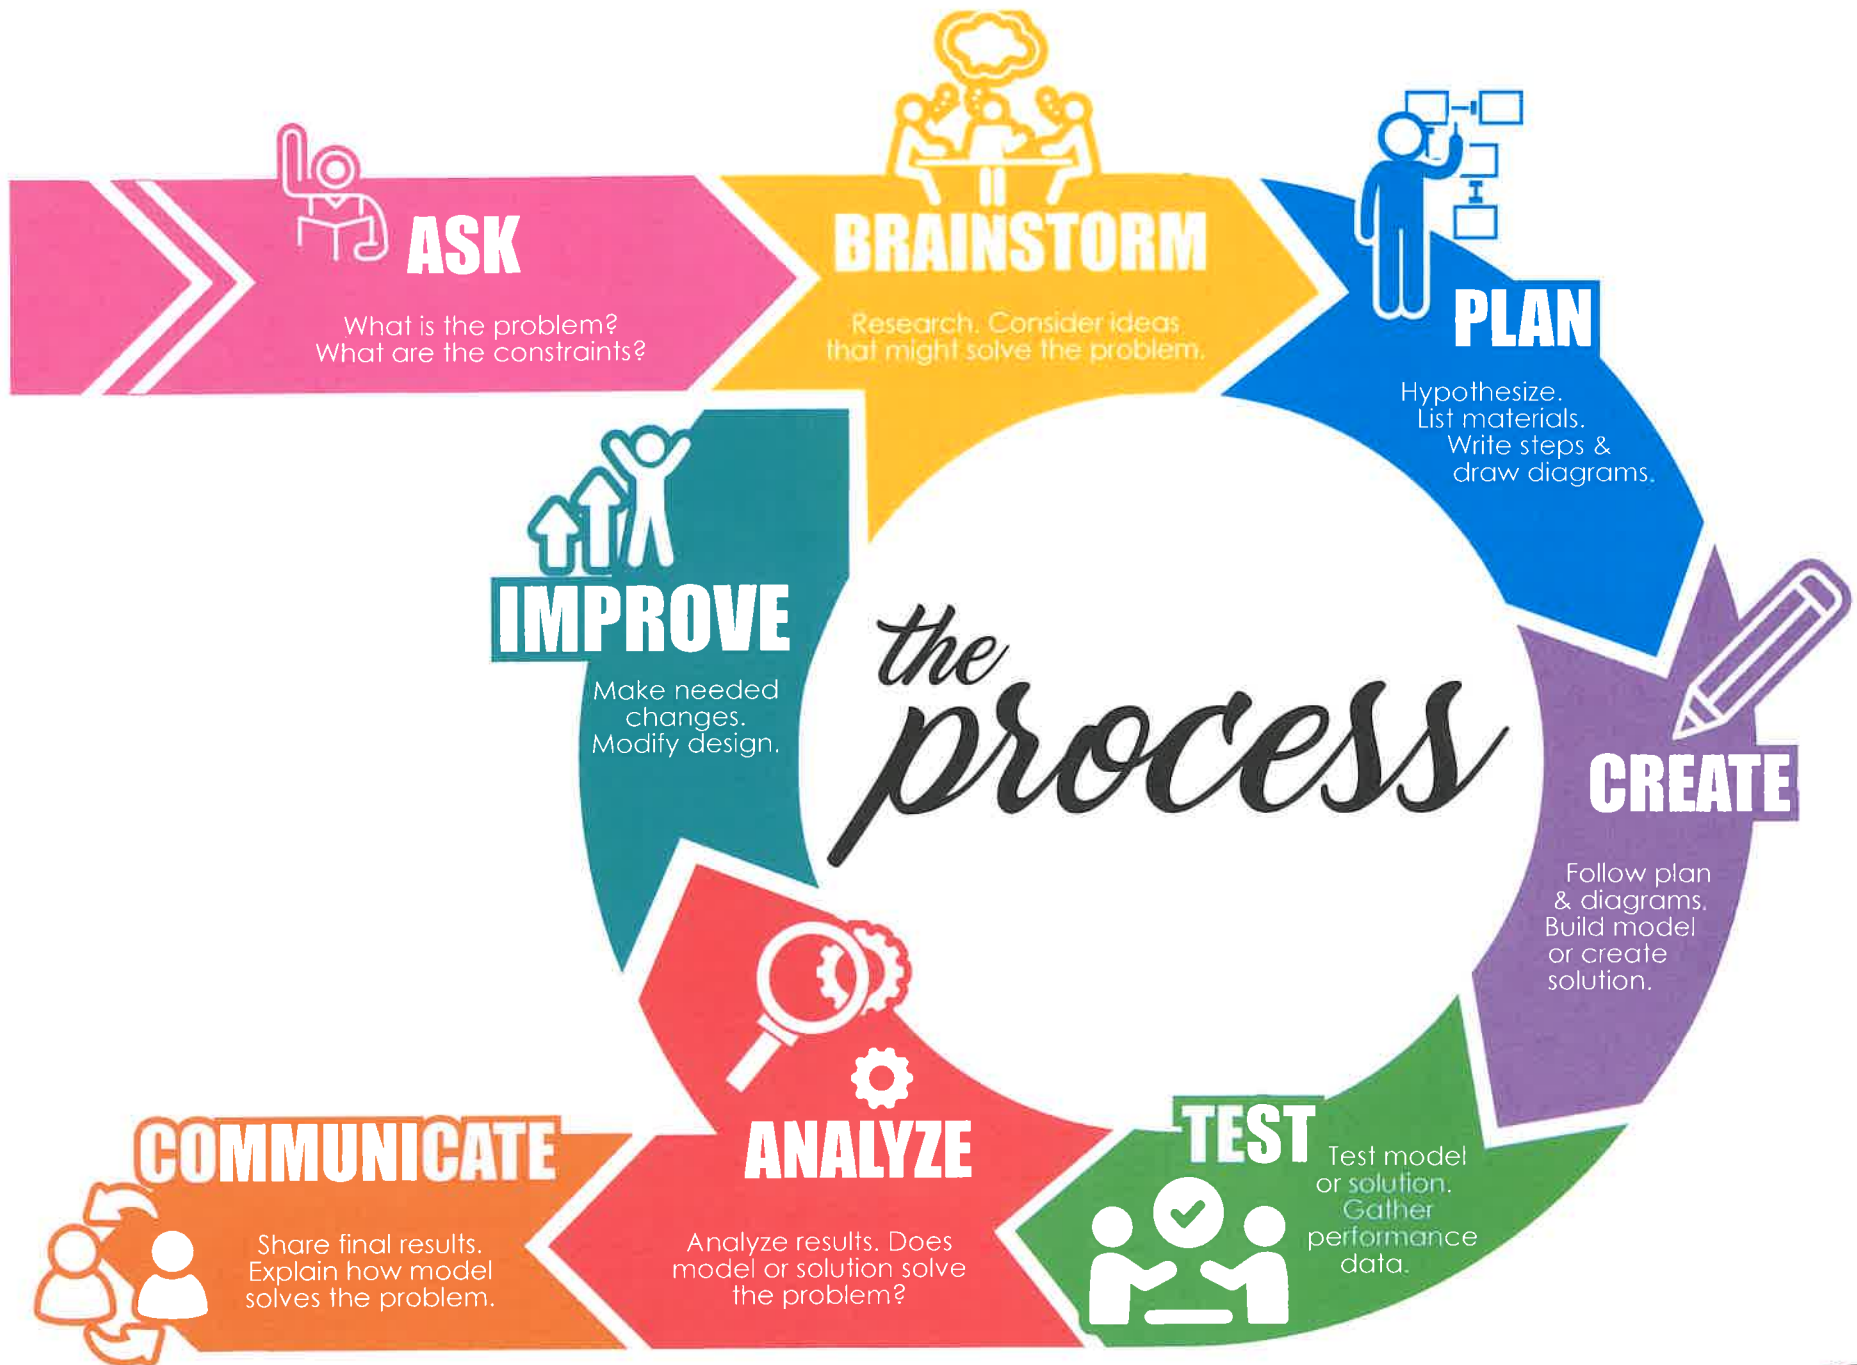 ASK
What is the problem?
What are the constraints?
BRAINSTORM
Research. Consider ideas
that might solve the problem.
PLAN
Hypothesize.
List materials.
Write steps &
draw diagrams.
CREATE
Follow plan
& diagrams.
Build model
or create
solution.
TEST
Test model
or solution.
Gather
performance
data.
ANALYZE
Analyze results. Does
model or solution solve
the problem?
IMPROVE
Make needed
changes.
Modify design.
COMMUNICATE
Share final results.
Explain how model
solves the problem.
the
process